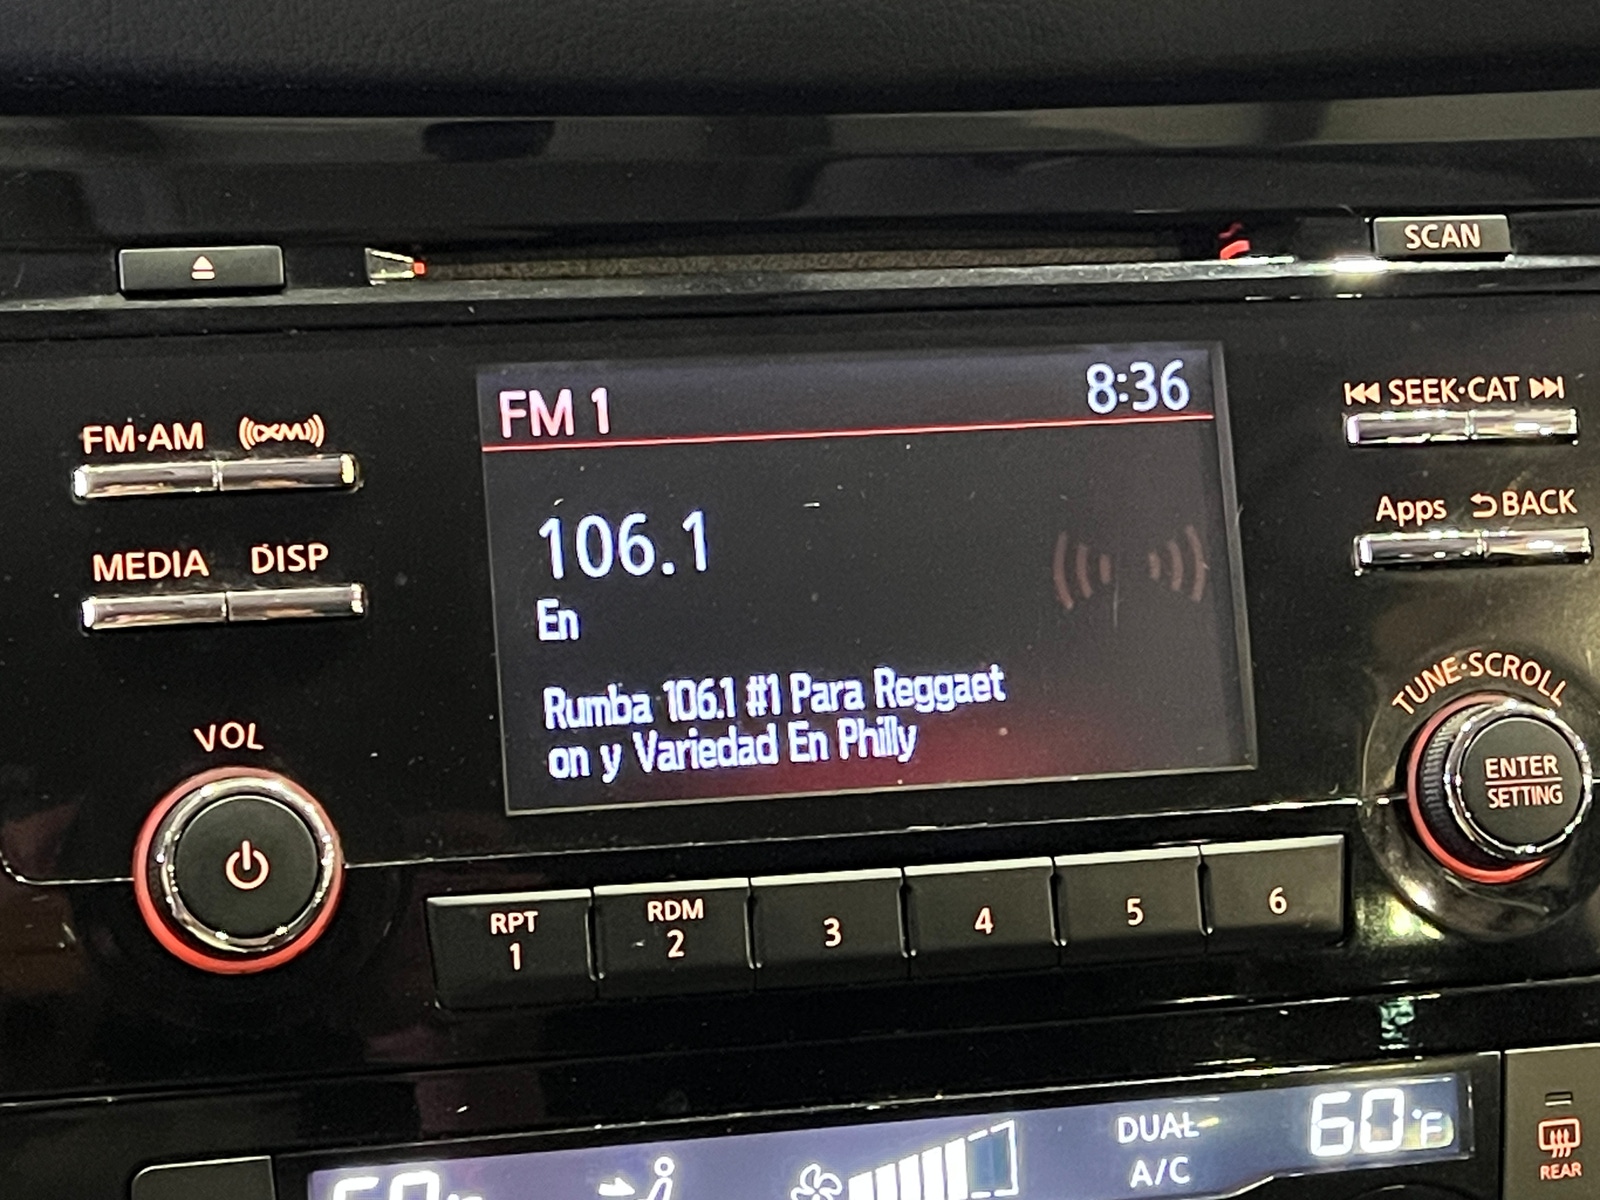 SCAN
FM 1 8:36
SEEK·CAT
FM·AM ((XM))
106.1
Apps BACK
MEDIA DISP
En
Rumba 106.1 #1 Para Reggaet
on y Variedad En Philly
TUNE·SCROLL
VOL
ENTER
SETTING
RPT
1
RDM
2
3
4
5
6
DUAL
A/C
60°F
REAR